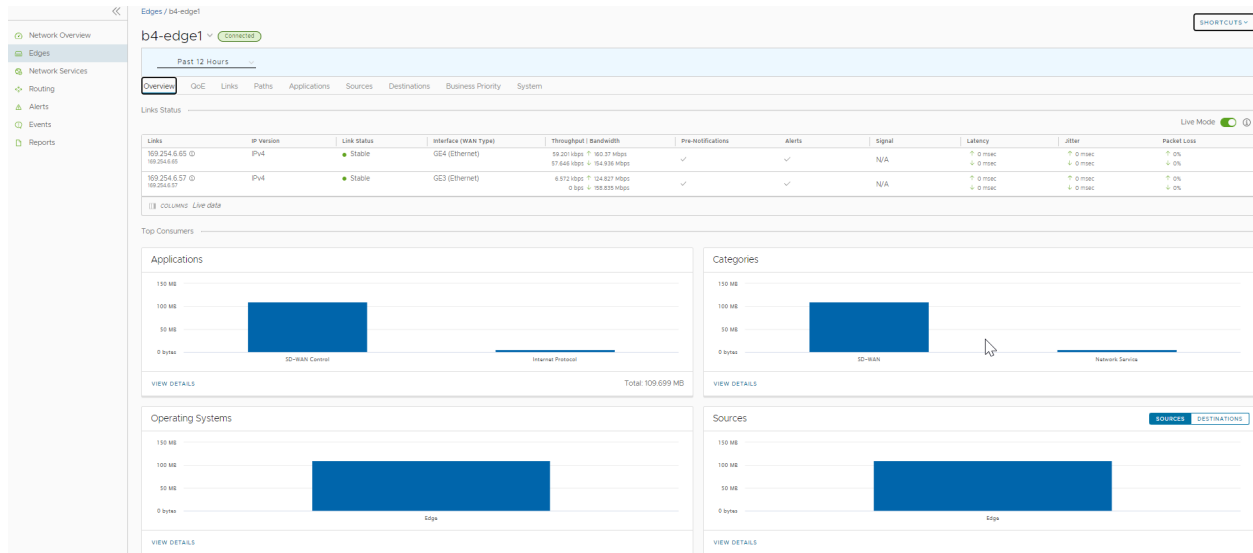 Edges / b4-edge1
SHORTCUTS
b4-edge1 Connected
Network Overview
Edges
Network Services
Routing
Alerts
Events
Reports
Past 12 Hours
Overview QoE Links Paths Applications Sources Destinations Business Priority System
Links Status
Live Mode
Links IP Version Link Status Interface (WAN Type) Throughput | Bandwidth Pre-Notifications Alerts Signal Latency Jitter Packet Loss
169.254.6.65 IPv4 Stable GE4 (Ethernet) 59.201 kbps ↑ 160.37 Mbps N/A ↑ 0 msec ↑ 0 msec ↑ 0%
169.254.6.65 57.646 kbps ↓ 154.936 Mbps ↓ 0 msec ↓ 0 msec ↓ 0%
169.254.6.57 IPv4 Stable GE3 (Ethernet) 6.572 kbps ↑ 124.827 Mbps N/A ↑ 0 msec ↑ 0 msec ↑ 0%
169.254.6.57 0 bps ↓ 158.835 Mbps ↓ 0 msec ↓ 0 msec ↓ 0%
COLUMNS Live data
Top Consumers
Applications
150 MB
100 MB
50 MB
0 bytes
SD-WAN Control Internet Protocol
VIEW DETAILS Total: 109.699 MB
Categories
150 MB
100 MB
50 MB
0 bytes
SD-WAN Network Service
VIEW DETAILS
Operating Systems
150 MB
100 MB
50 MB
0 bytes
Edge
VIEW DETAILS
Sources SOURCES DESTINATIONS
150 MB
100 MB
50 MB
0 bytes
Edge
VIEW DETAILS